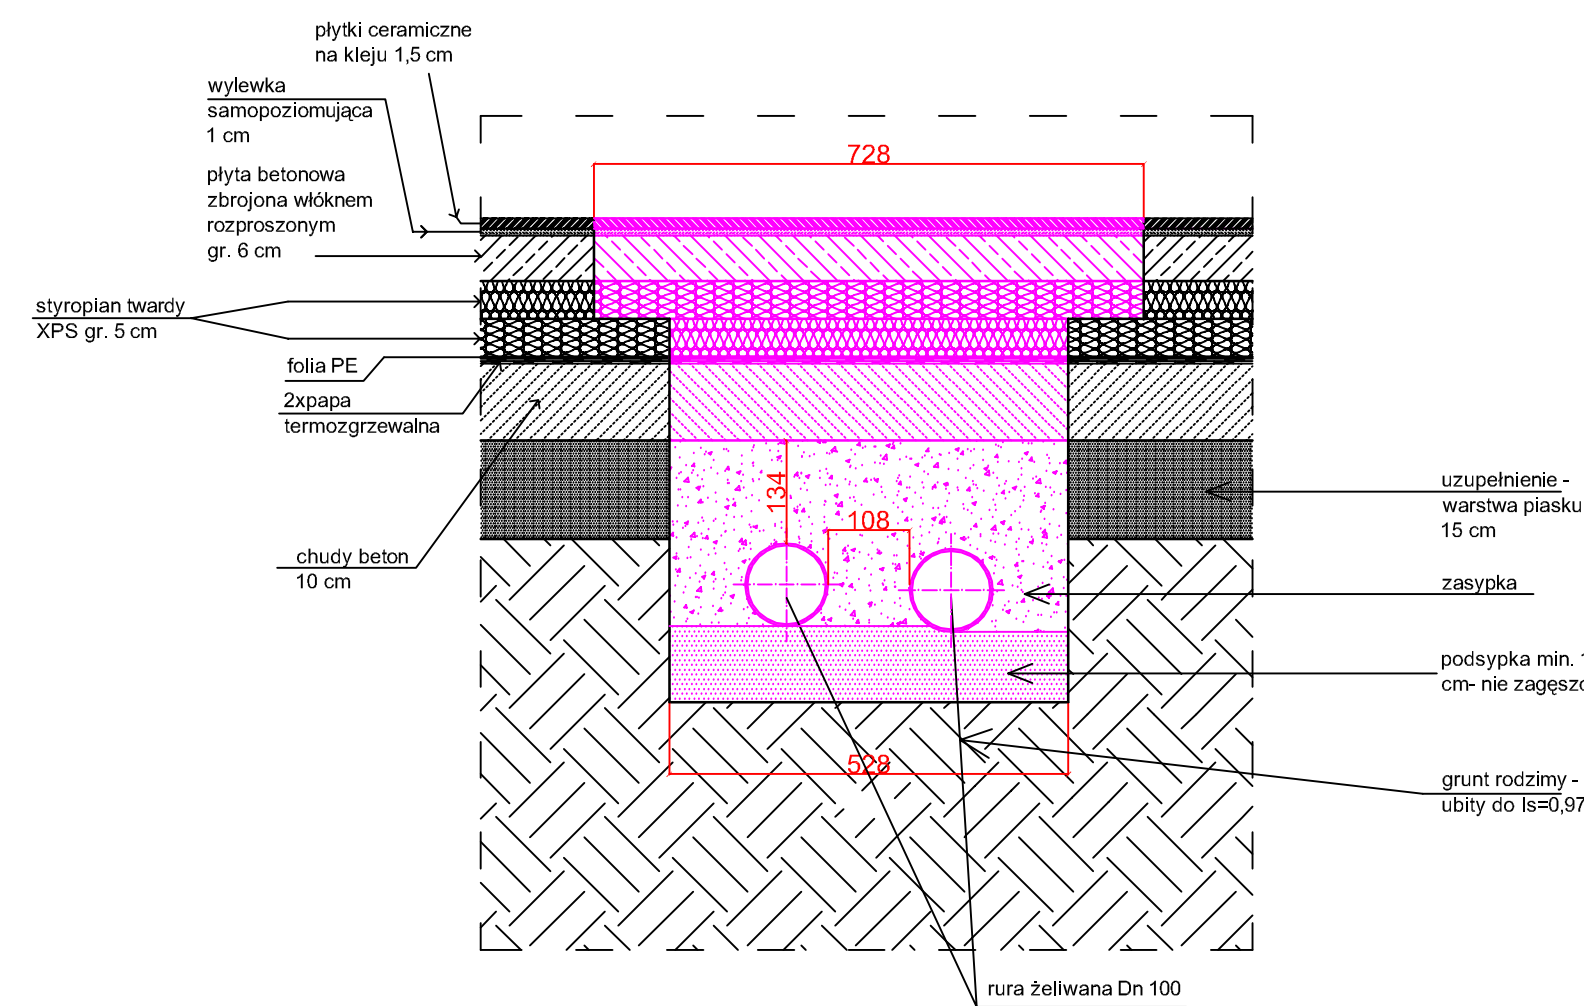 płytki ceramiczne
na kleju 1,5 cm
wylewka
samopoziomująca
1 cm
płyta betonowa
zbrojona włóknem
rozproszonym
gr. 6 cm
styropian twardy
XPS gr. 5 cm
folia PE
2xpapa
termozgrzewalna
chudy beton
10 cm
728
134
108
528
uzupełnienie -
warstwa piasku
15 cm
zasypka
podsypka min. 1
cm- nie zagęszc
grunt rodzimy -
ubity do Is=0,97
rura żeliwana Dn 100